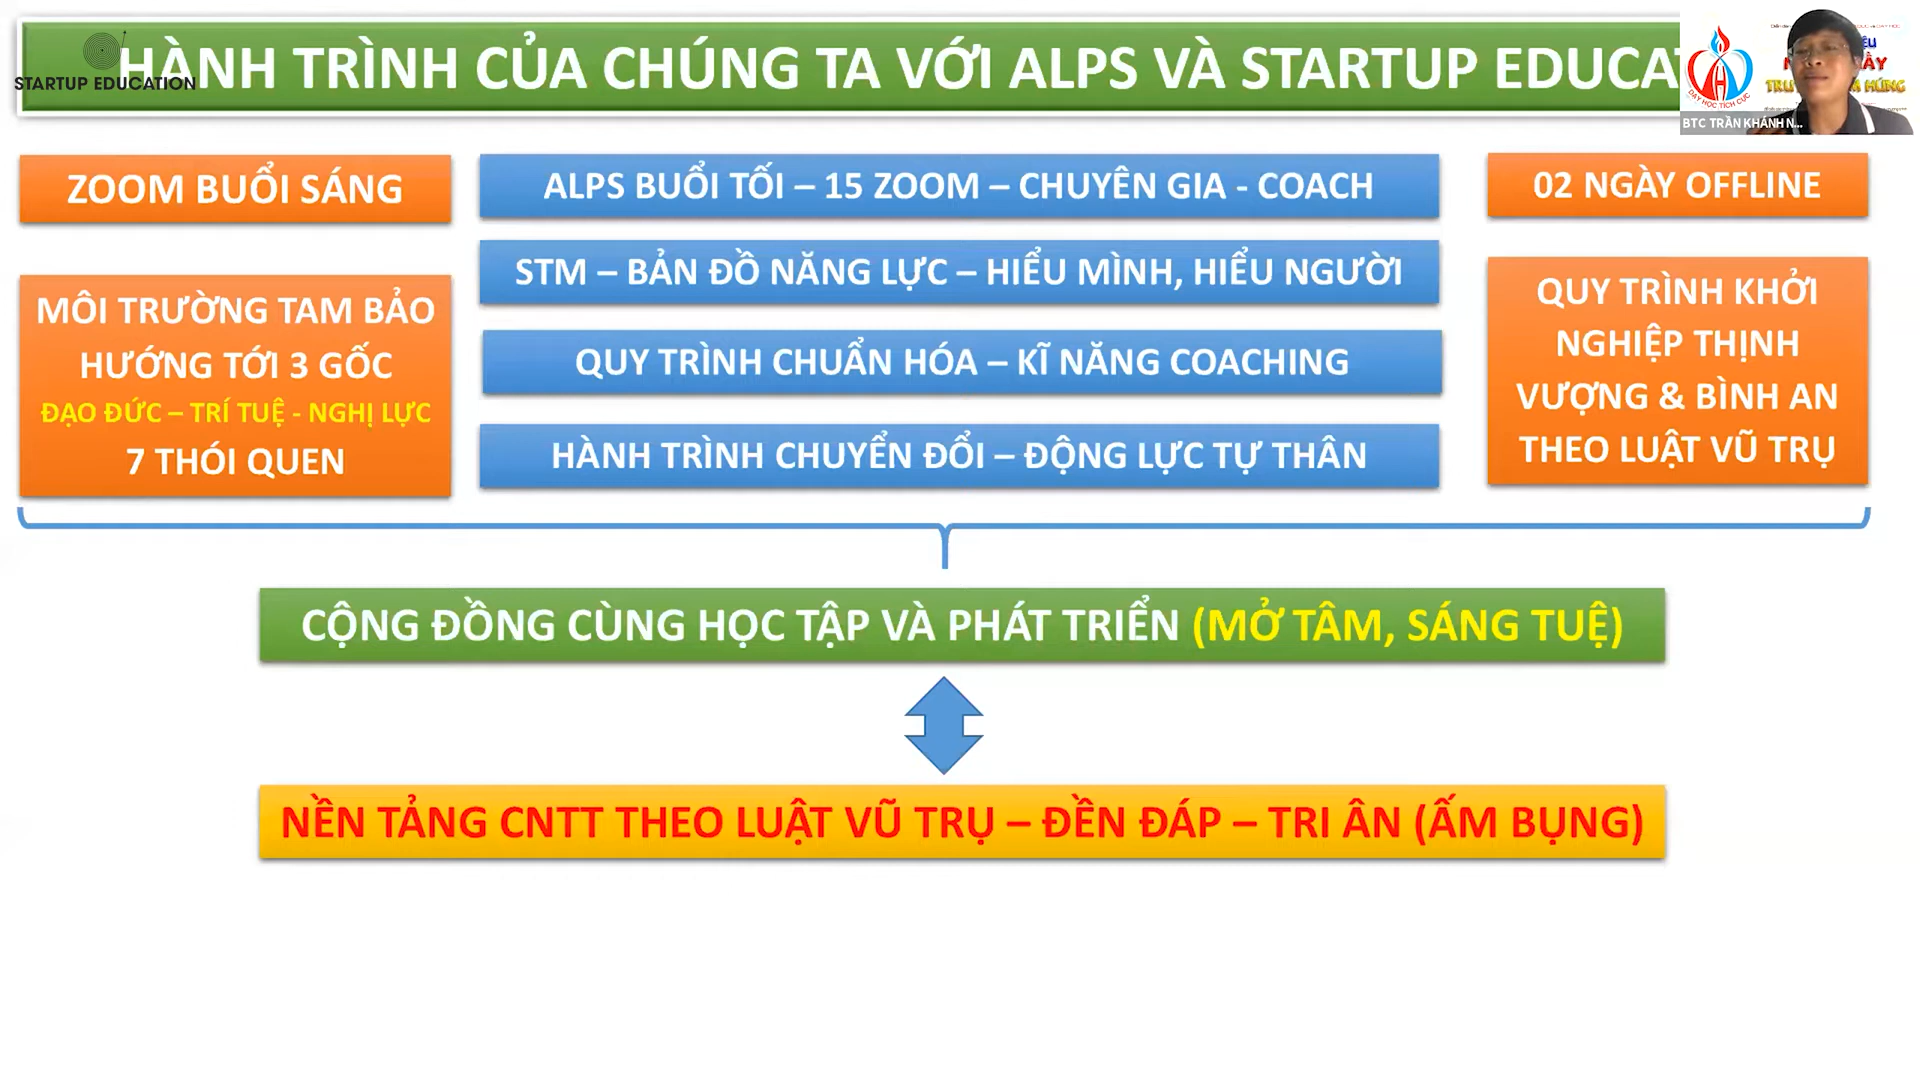 HÀNH TRÌNH CỦA CHÚNG TA VỚI ALPS VÀ STARTUP EDUCA
STARTUP EDUCATION
DẠY HỌC TÍCH CỰC
BTC TRẦN KHÁNH N...
ZOOM BUỔI SÁNG
MÔI TRƯỜNG TAM BẢO
HƯỚNG TỚI 3 GỐC
ĐẠO ĐỨC – TRÍ TUỆ - NGHỊ LỰC
7 THÓI QUEN
ALPS BUỔI TỐI – 15 ZOOM – CHUYÊN GIA - COACH
STM – BẢN ĐỒ NĂNG LỰC – HIỂU MÌNH, HIỂU NGƯỜI
QUY TRÌNH CHUẨN HÓA – KĨ NĂNG COACHING
HÀNH TRÌNH CHUYỂN ĐỔI – ĐỘNG LỰC TỰ THÂN
02 NGÀY OFFLINE
QUY TRÌNH KHỞI
NGHIỆP THỊNH
VƯỢNG & BÌNH AN
THEO LUẬT VŨ TRỤ
CỘNG ĐỒNG CÙNG HỌC TẬP VÀ PHÁT TRIỂN (MỞ TÂM, SÁNG TUỆ)
NỀN TẢNG CNTT THEO LUẬT VŨ TRỤ – ĐỀN ĐÁP – TRI ÂN (ẤM BỤNG)